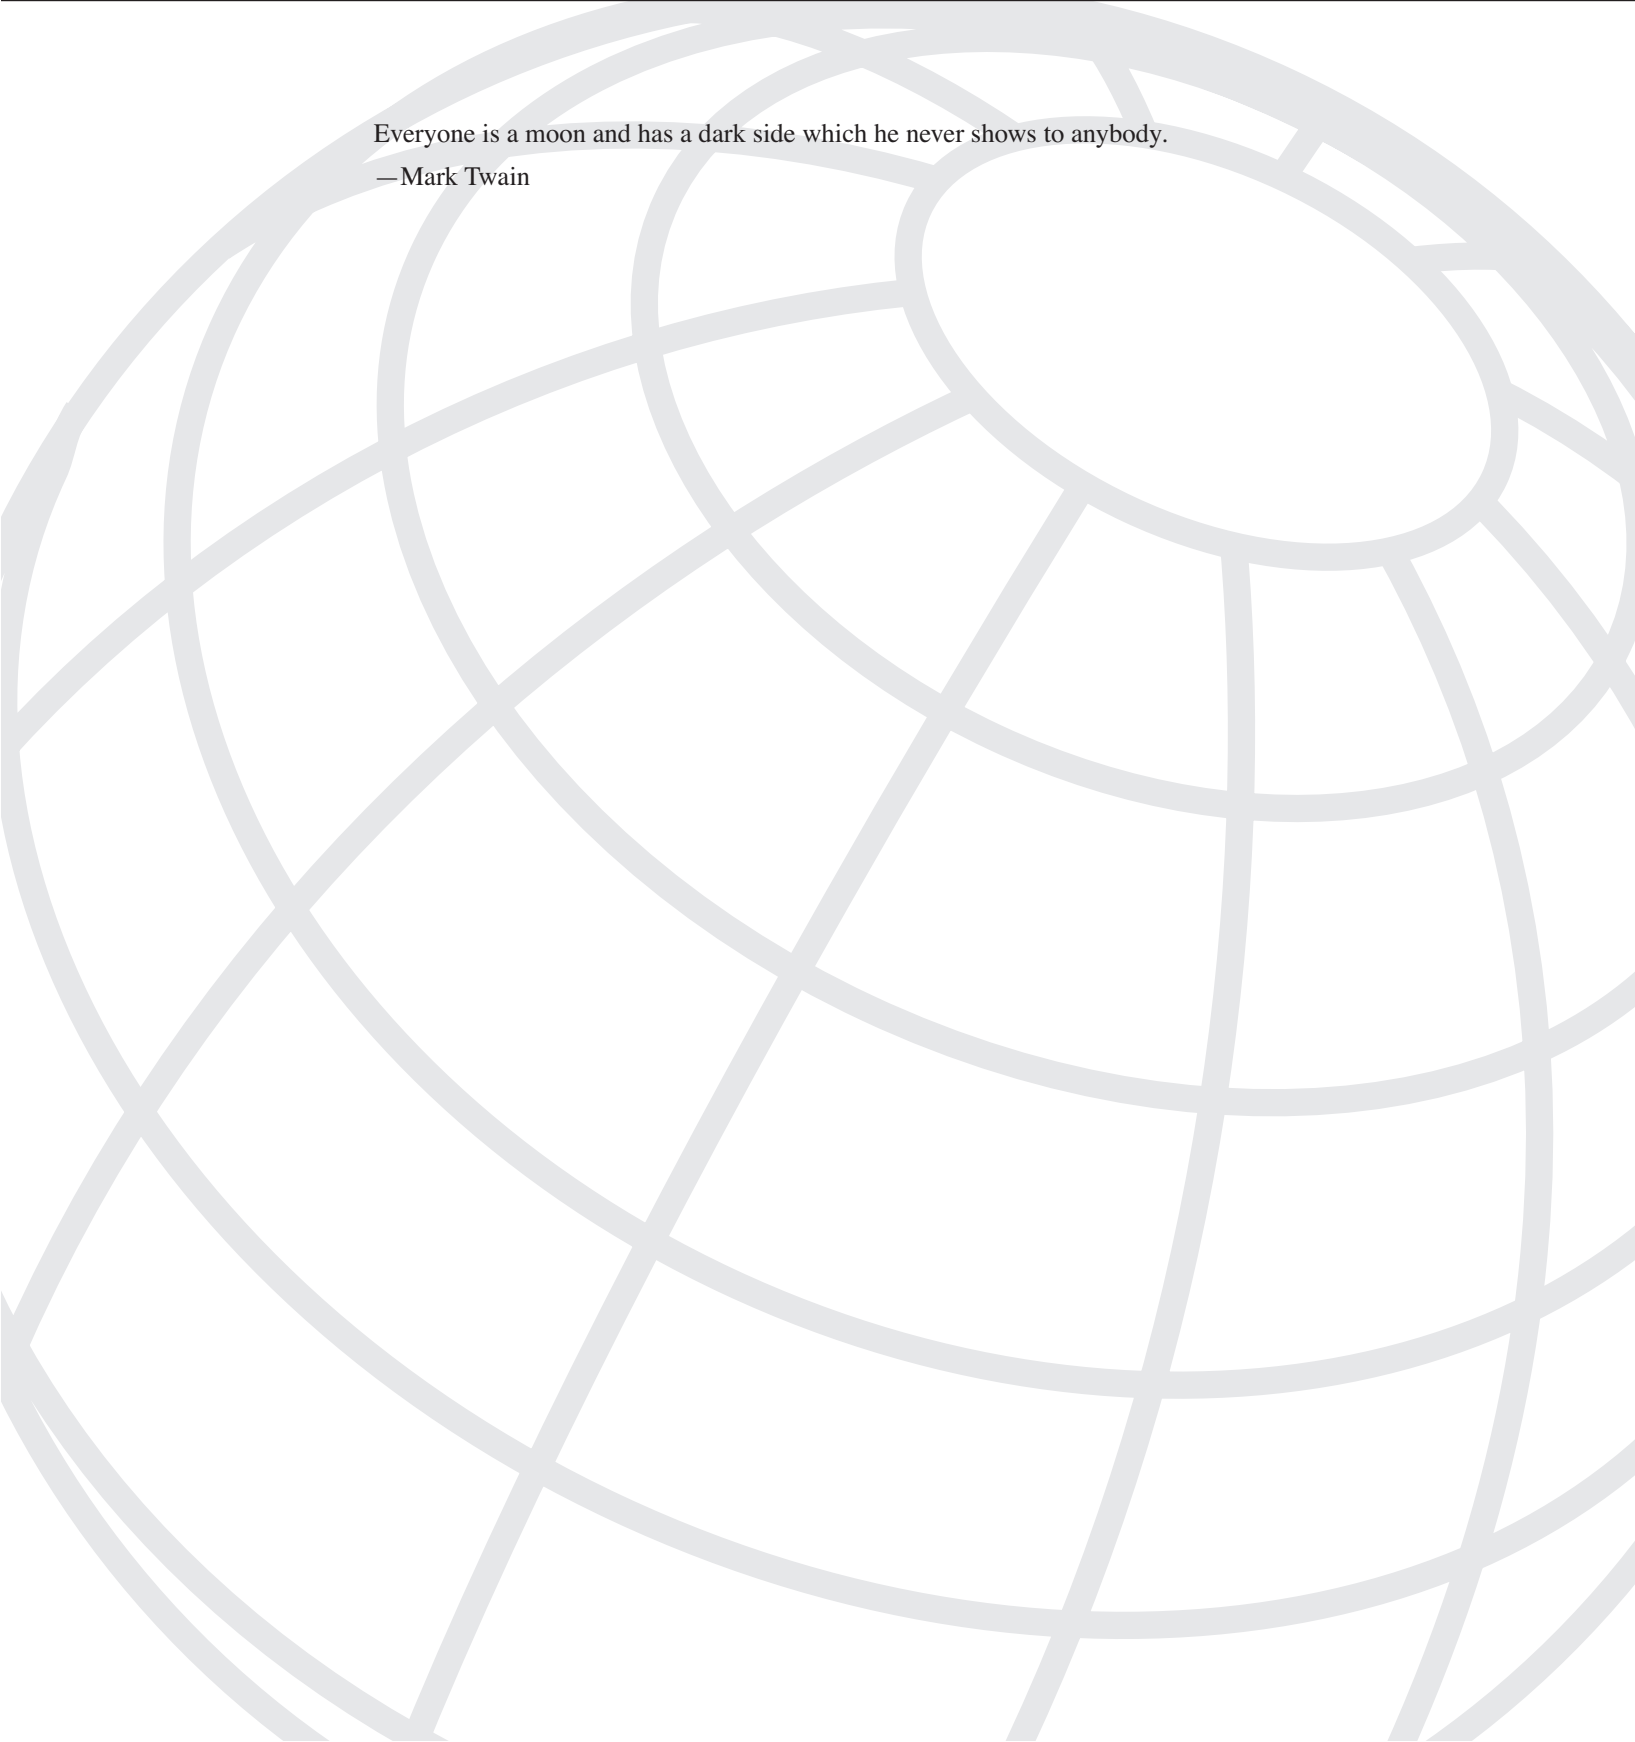 Everyone is a moon and has a dark side which he never shows to anybody.
—Mark Twain